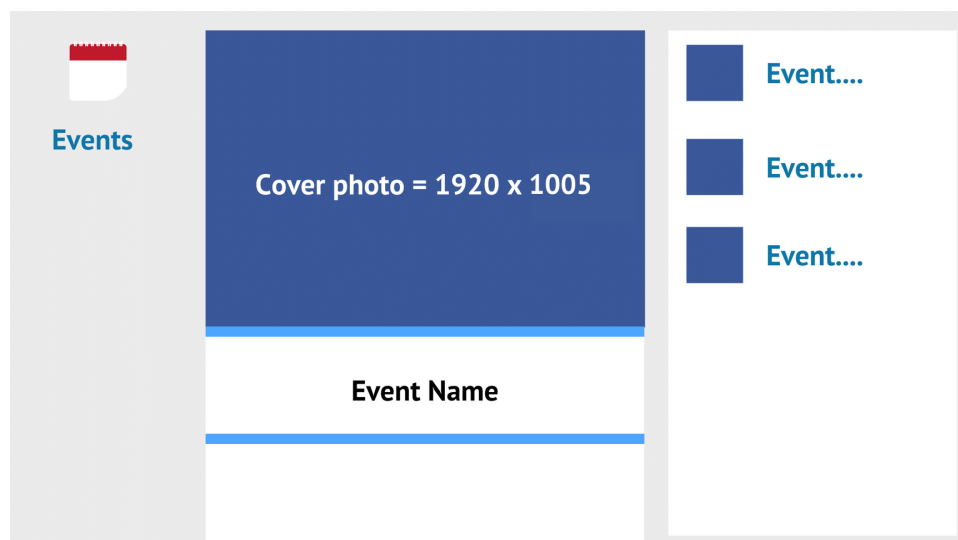 Events
Cover photo = 1920 x 1005
Event Name
Event....
Event....
Event....